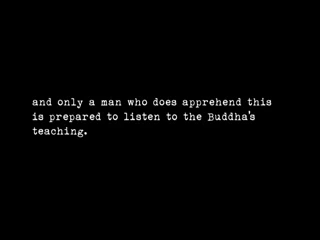 and only a man who does apprehend this
is prepared to listen to the Buddha's
teaching.